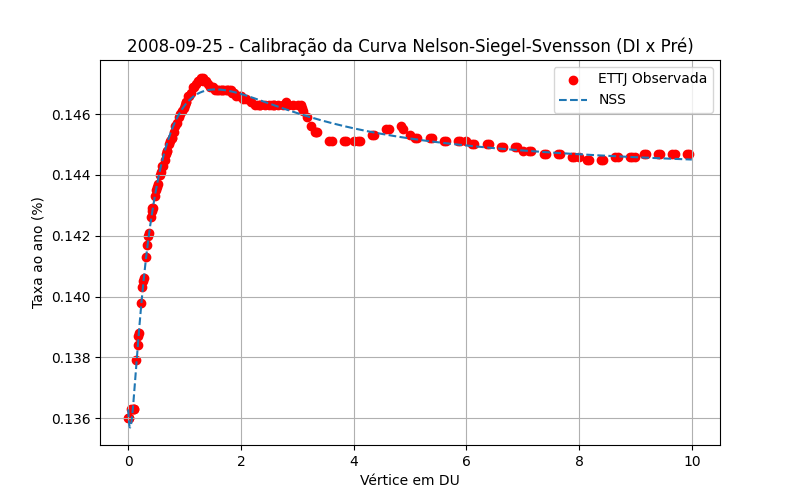 2008-09-25 - Calibração da Curva Nelson-Siegel-Svensson (DI x Pré)
ETTJ Observada
NSS
Taxa ao ano (%)
0.146
0.144
0.142
0.140
0.138
0.136
0
2
4
6
8
10
Vértice em DU